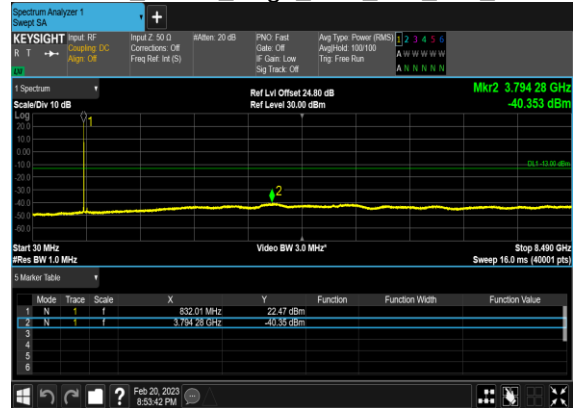 Spectrum Analyzer 1
Swept SA
+
KEYSIGHT Input: RF Input Z: 50 Ω #Atten: 20 dB PNO: Fast Avg Type: Power (RMS) 1 2 3 4 5 6
R T Coupling: DC Corrections: Off Gate: Off Avg|Hold: 100/100 A W W W W W
Align: Off Freq Ref: Int (S) IF Gain: Low Trig: Free Run
Sig Track: Off A N N N N N
1 Spectrum Ref Lvl Offset 24.80 dB Mkr2 3.794 28 GHz
Scale/Div 10 dB Ref Level 30.00 dBm -40.353 dBm
Log
1
20.0
10.0
0.00
-10.0 DL1 -13.00 dBm
-20.0
-30.0 2
-40.0
-50.0
-60.0
Start 30 MHz Video BW 3.0 MHz* Stop 8.490 GHz
#Res BW 1.0 MHz Sweep 16.0 ms (40001 pts)
5 Marker Table
Mode Trace Scale X Y Function Function Width Function Value
1 N 1 f 832.01 MHz 22.47 dBm
2 N 1 f 3.794 28 GHz -40.35 dBm
3
4
5
6
? Feb 20, 2023
8:53:42 PM